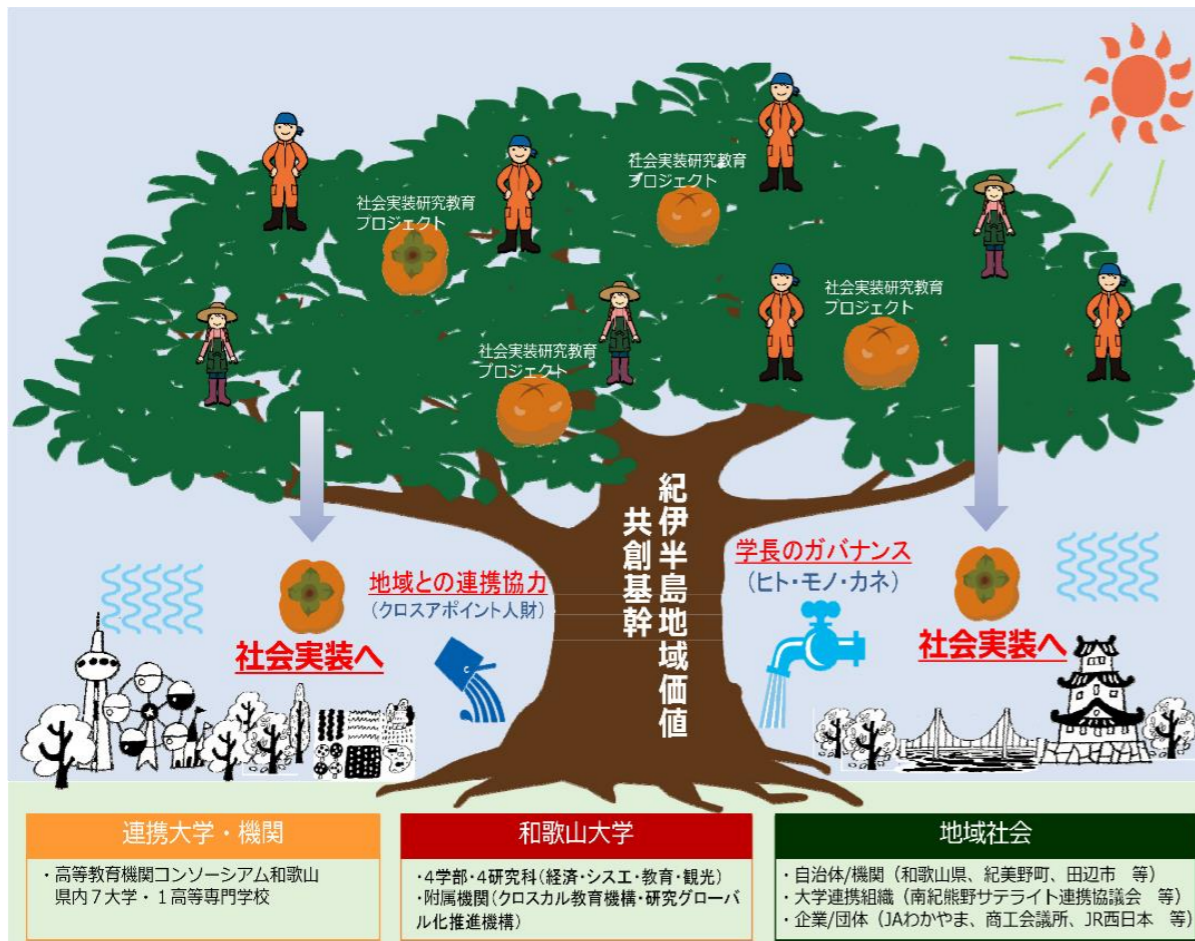 社会実装研究教育
プロジェクト
社会実装研究教育
プロジェクト
社会実装研究教育
プロジェクト
社会実装研究教育
プロジェクト
紀伊半島地域価値
共創基幹
地域との連携協力
(クロスアポイント人財)
学長のガバナンス
(ヒト・モノ・カネ)
社会実装へ
社会実装へ
連携大学・機関
・高等教育機関コンソーシアム和歌山
県内7大学・1高等専門学校
和歌山大学
・4学部・4研究科(経済・シスエ・教育・観光)
・附属機関(クロスカル教育機構・研究グローバ
ル化推進機構)
地域社会
・自治体/機関(和歌山県、紀美野町、田辺市 等)
・大学連携組織(南紀熊野サテライト連携協議会 等)
・企業/団体(JAわかやま、商工会議所、JR西日本 等)